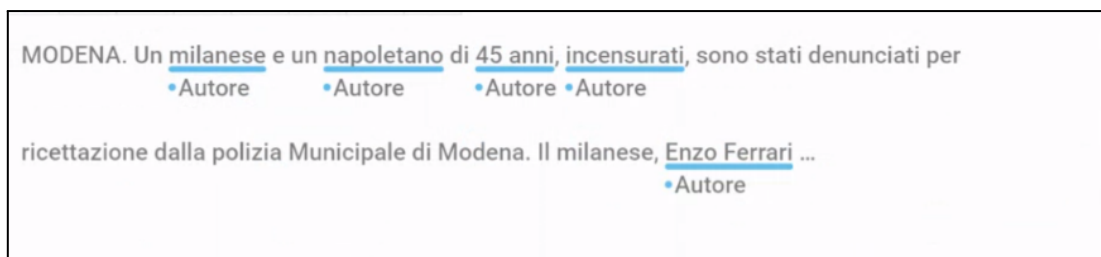 MODENA. Un milanese e un napoletano di 45 anni, incensurati, sono stati denunciati per
•Autore •Autore •Autore •Autore
ricettazione dalla polizia Municipale di Modena. Il milanese, Enzo Ferrari ...
•Autore